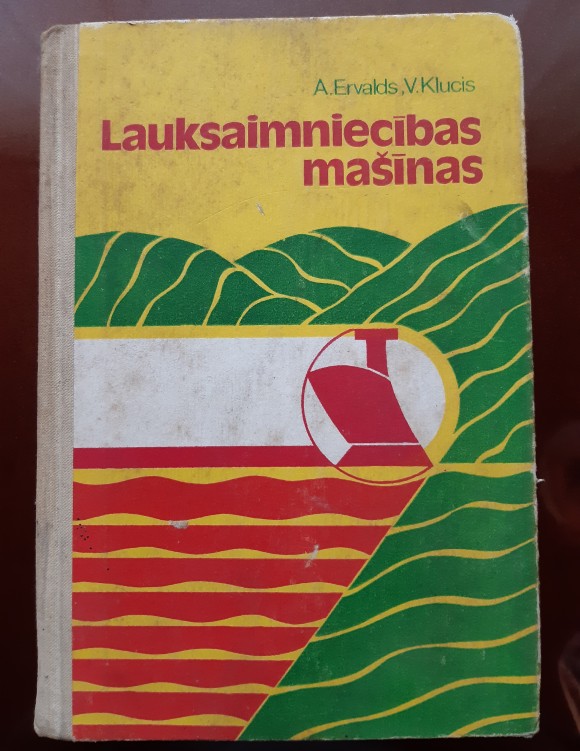 A.Ervalds, V.Klucis
Lauksaimniecības
mašīnas